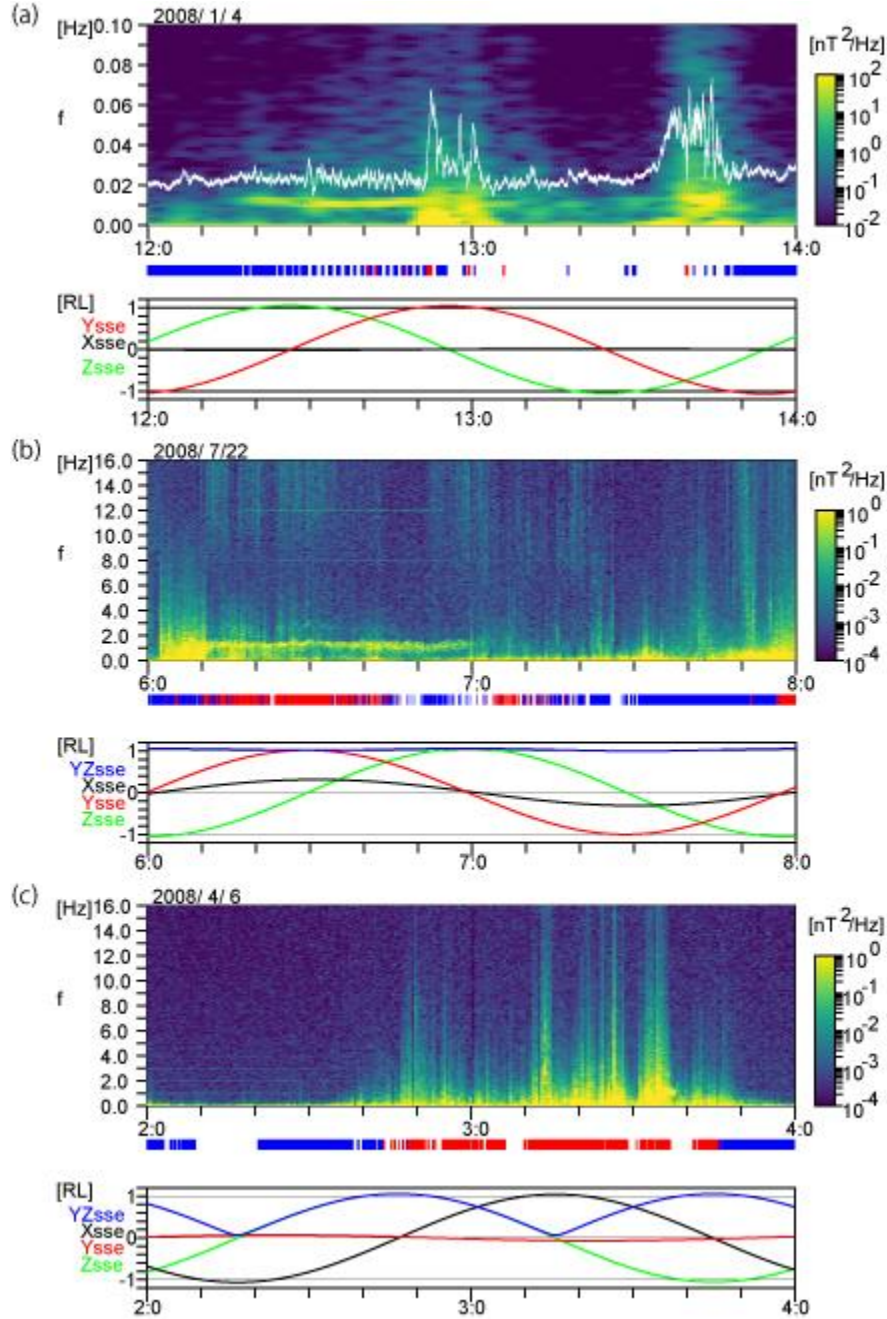 (a)
2008/ 1/ 4
[Hz] 0.10
0.08
0.06
f
0.04
0.02
0.00
12:0 13:0 14:0
[nT²/Hz]
10²
10¹
10⁰
10⁻¹
10⁻²
[RL]
Ysse
Xsse
Zsse
1
0
-1
12:0 13:0 14:0
(b)
2008/ 7/22
[Hz] 16.0
14.0
12.0
10.0
f
8.0
6.0
4.0
2.0
0.0
6:0 7:0 8:0
[nT²/Hz]
10⁰
10⁻¹
10⁻²
10⁻³
10⁻⁴
[RL]
YZsse
Xsse
Ysse
Zsse
1
0
-1
6:0 7:0 8:0
(c)
2008/ 4/ 6
[Hz] 16.0
14.0
12.0
10.0
f
8.0
6.0
4.0
2.0
0.0
2:0 3:0 4:0
[nT²/Hz]
10⁰
10⁻¹
10⁻²
10⁻³
10⁻⁴
[RL]
YZsse
Xsse
Ysse
Zsse
1
0
-1
2:0 3:0 4:0